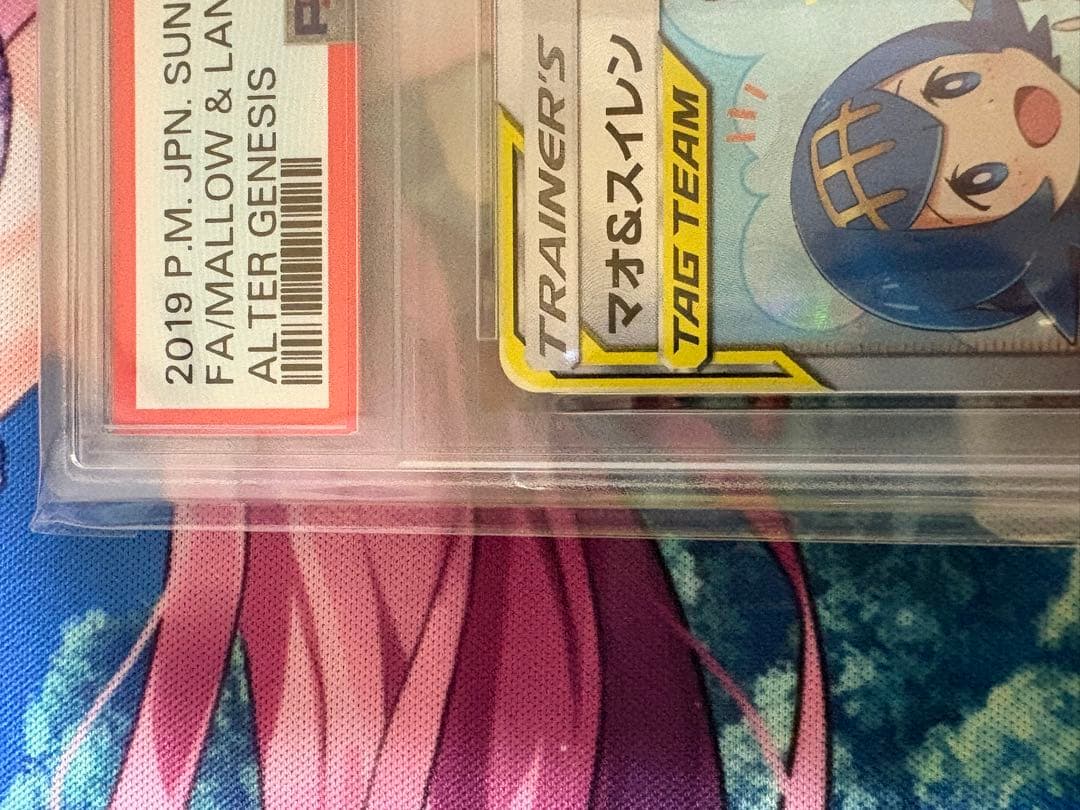 2019 P.M. JPN. SUN
FA/MALLOW & LAN
ALTER GENESIS
TRAINER'S
マオ&スイレン
TAG TEAM